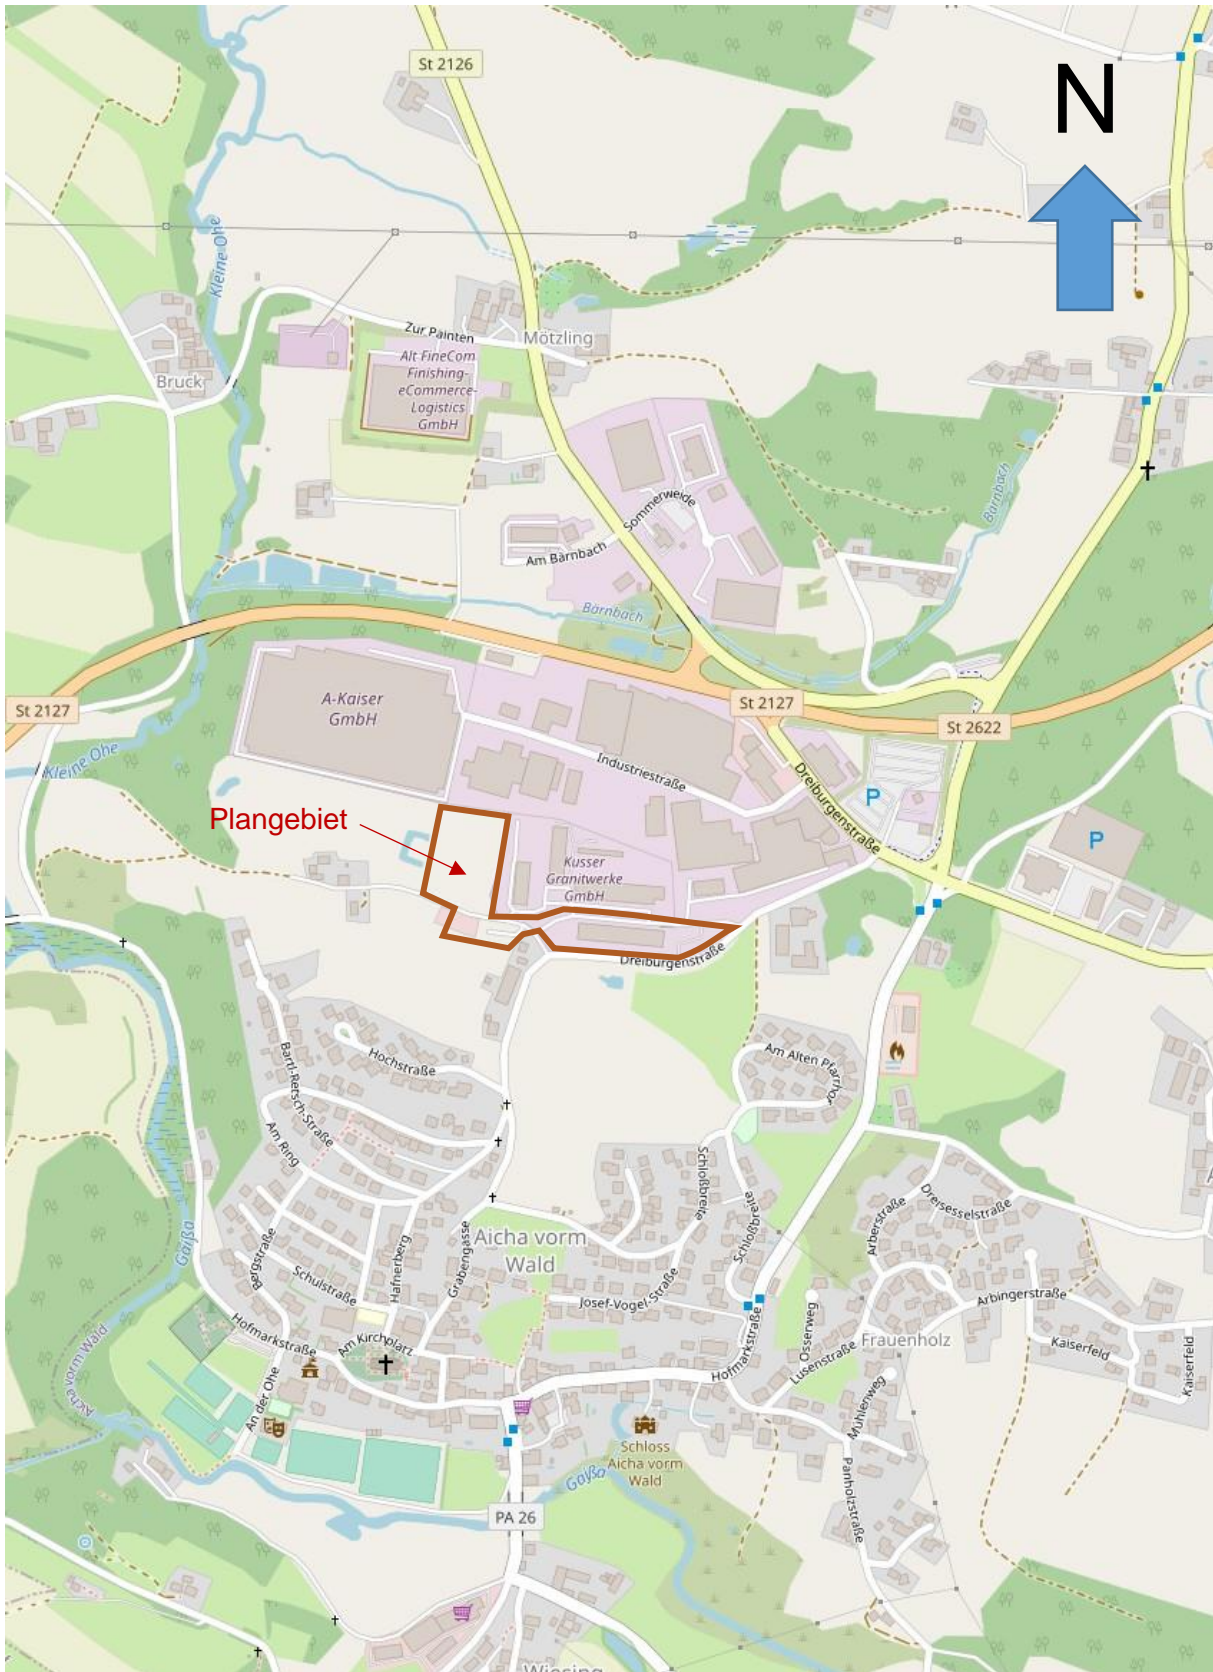 St 2126
N
Kleine Ohe
Zur Painten
Mötzling
Alt FineCom
Finishing-
eCommerce-
Logistics
GmbH
Bruck
Sommerweide
Am Bärnbach
Bärnbach
Bärnbach
A-Kaiser
GmbH
St 2127
St 2127
St 2622
Kleine Ohe
Industriestraße
Dreiburgenstraße
P
P
Plangebiet
Kusser
Granitwerke
GmbH
Dreiburgenstraße
Hochstraße
Bartl-Retsch-Straße
Am Ring
Am Alten Pfarrhof
Schloßbreite
Schloßbreite
Dreisesselstraße
Arberstraße
Gaißa
Bergstraße
Schulstraße
Hafnerberg
Grabengasse
Aicha vorm
Wald
Josef-Vogel-Straße
Arbingerstraße
Hofmarkstraße
Am Kirchplatz
Aicha vorm Wald
Hofmarkstraße
Osserweg
Lusenstraße
Frauenholz
Kaiserfeld
Kaiserfeld
An der Ohe
Mühlenweg
Panholzstraße
Schloss
Aicha vorm
Wald
Gaißa
PA 26
Wiesing